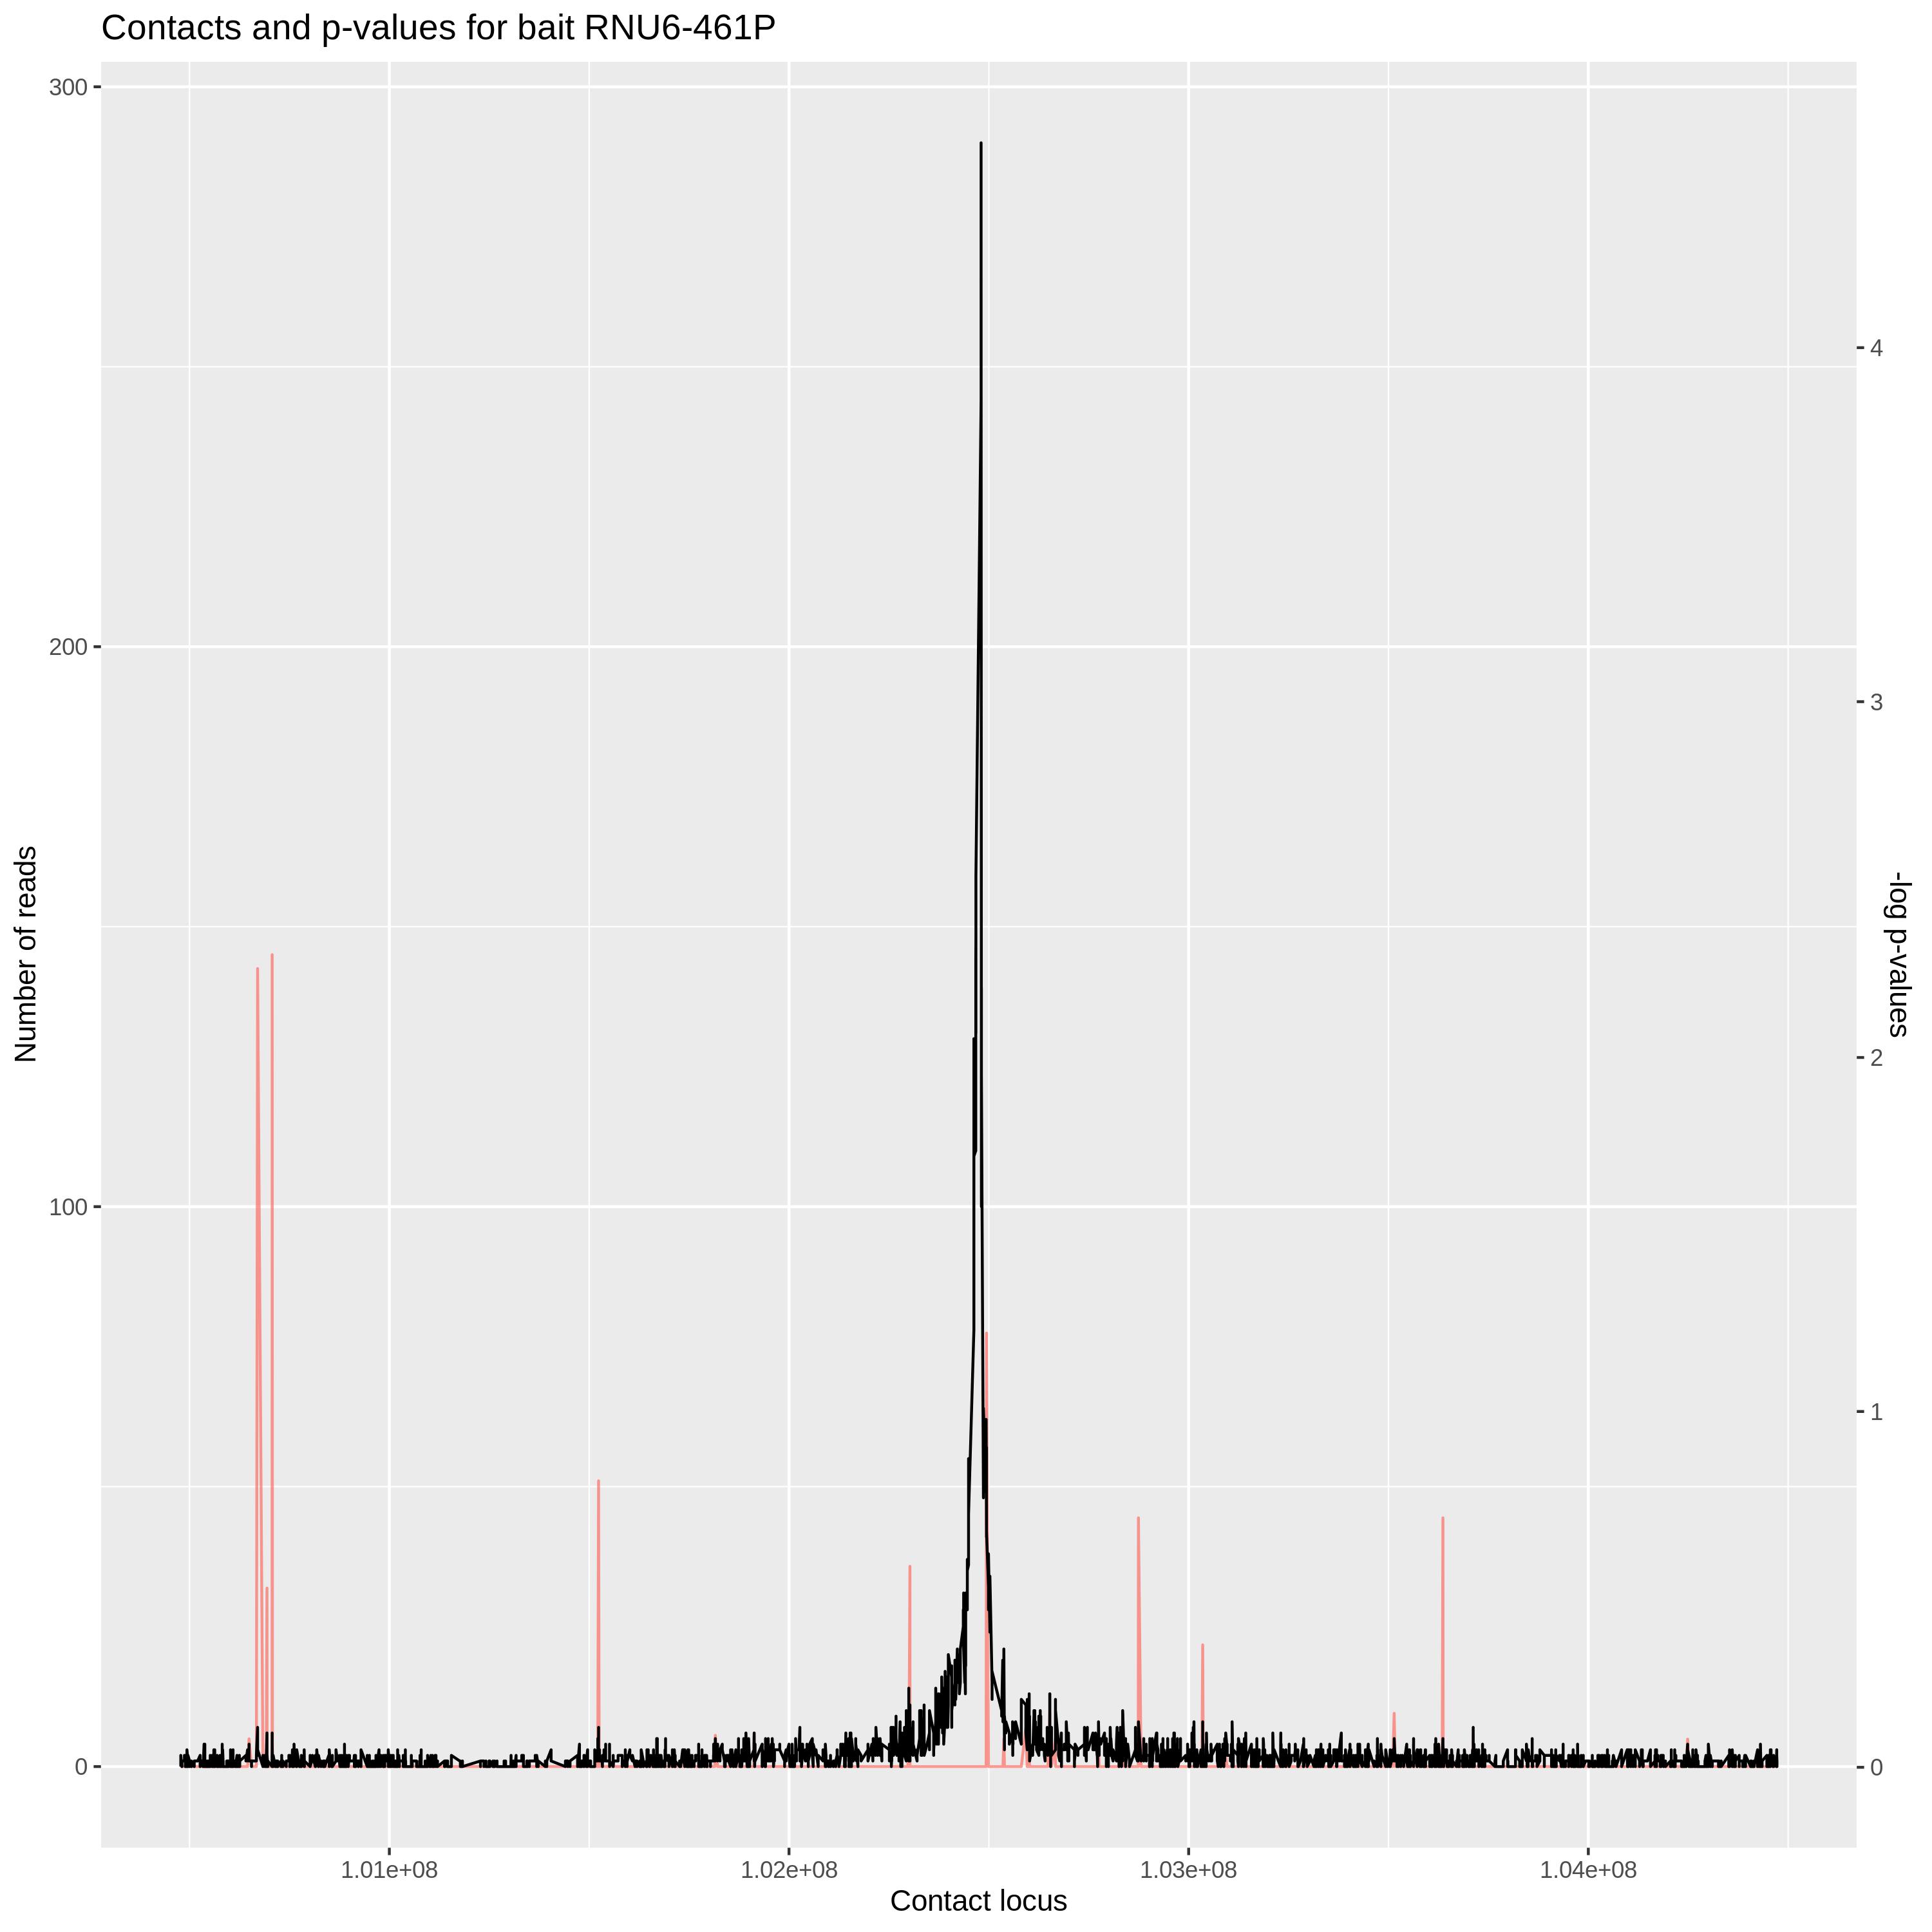 Contacts and p-values for bait RNU6-461P
300
200
100
0
Number of reads
4
3
2
1
0
-log p-values
1.01e+08
1.02e+08
1.03e+08
1.04e+08
Contact locus